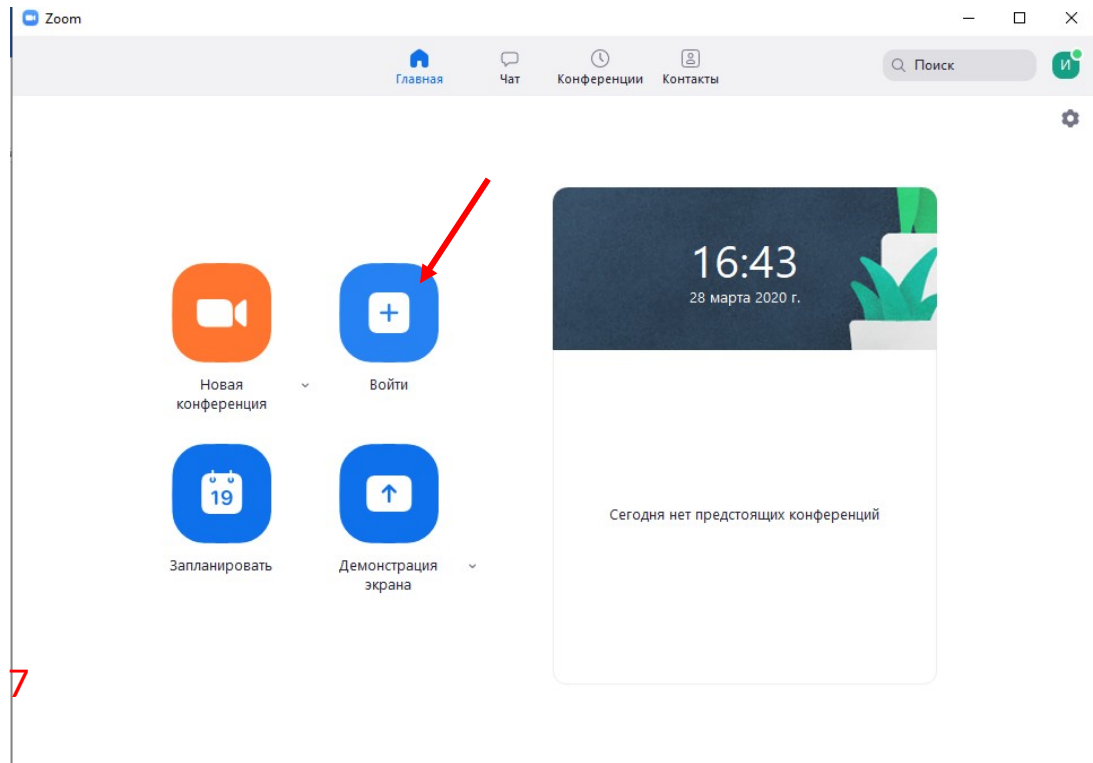 Zoom
Главная
Чат
Конференции
Контакты
Поиск
И
16:43
28 марта 2020 г.
Новая
конференция
Войти
19
Запланировать
Демонстрация
экрана
Сегодня нет предстоящих конференций
7